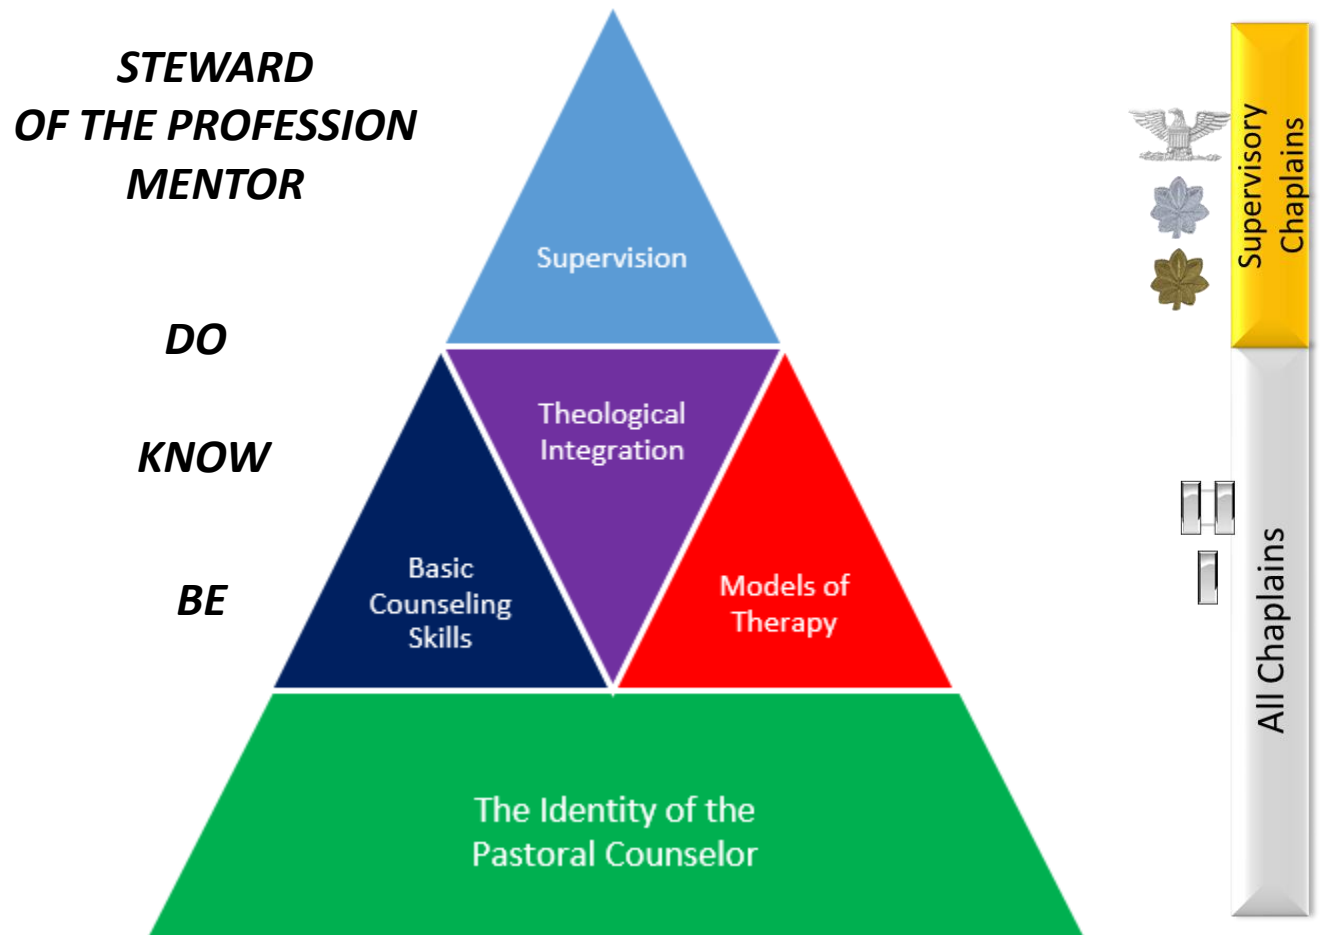 STEWARD
OF THE PROFESSION
MENTOR
DO
KNOW
BE
Supervision
Theological
Integration
Basic
Counseling
Skills
Models of
Therapy
The Identity of the
Pastoral Counselor
Supervisory
Chaplains
All Chaplains